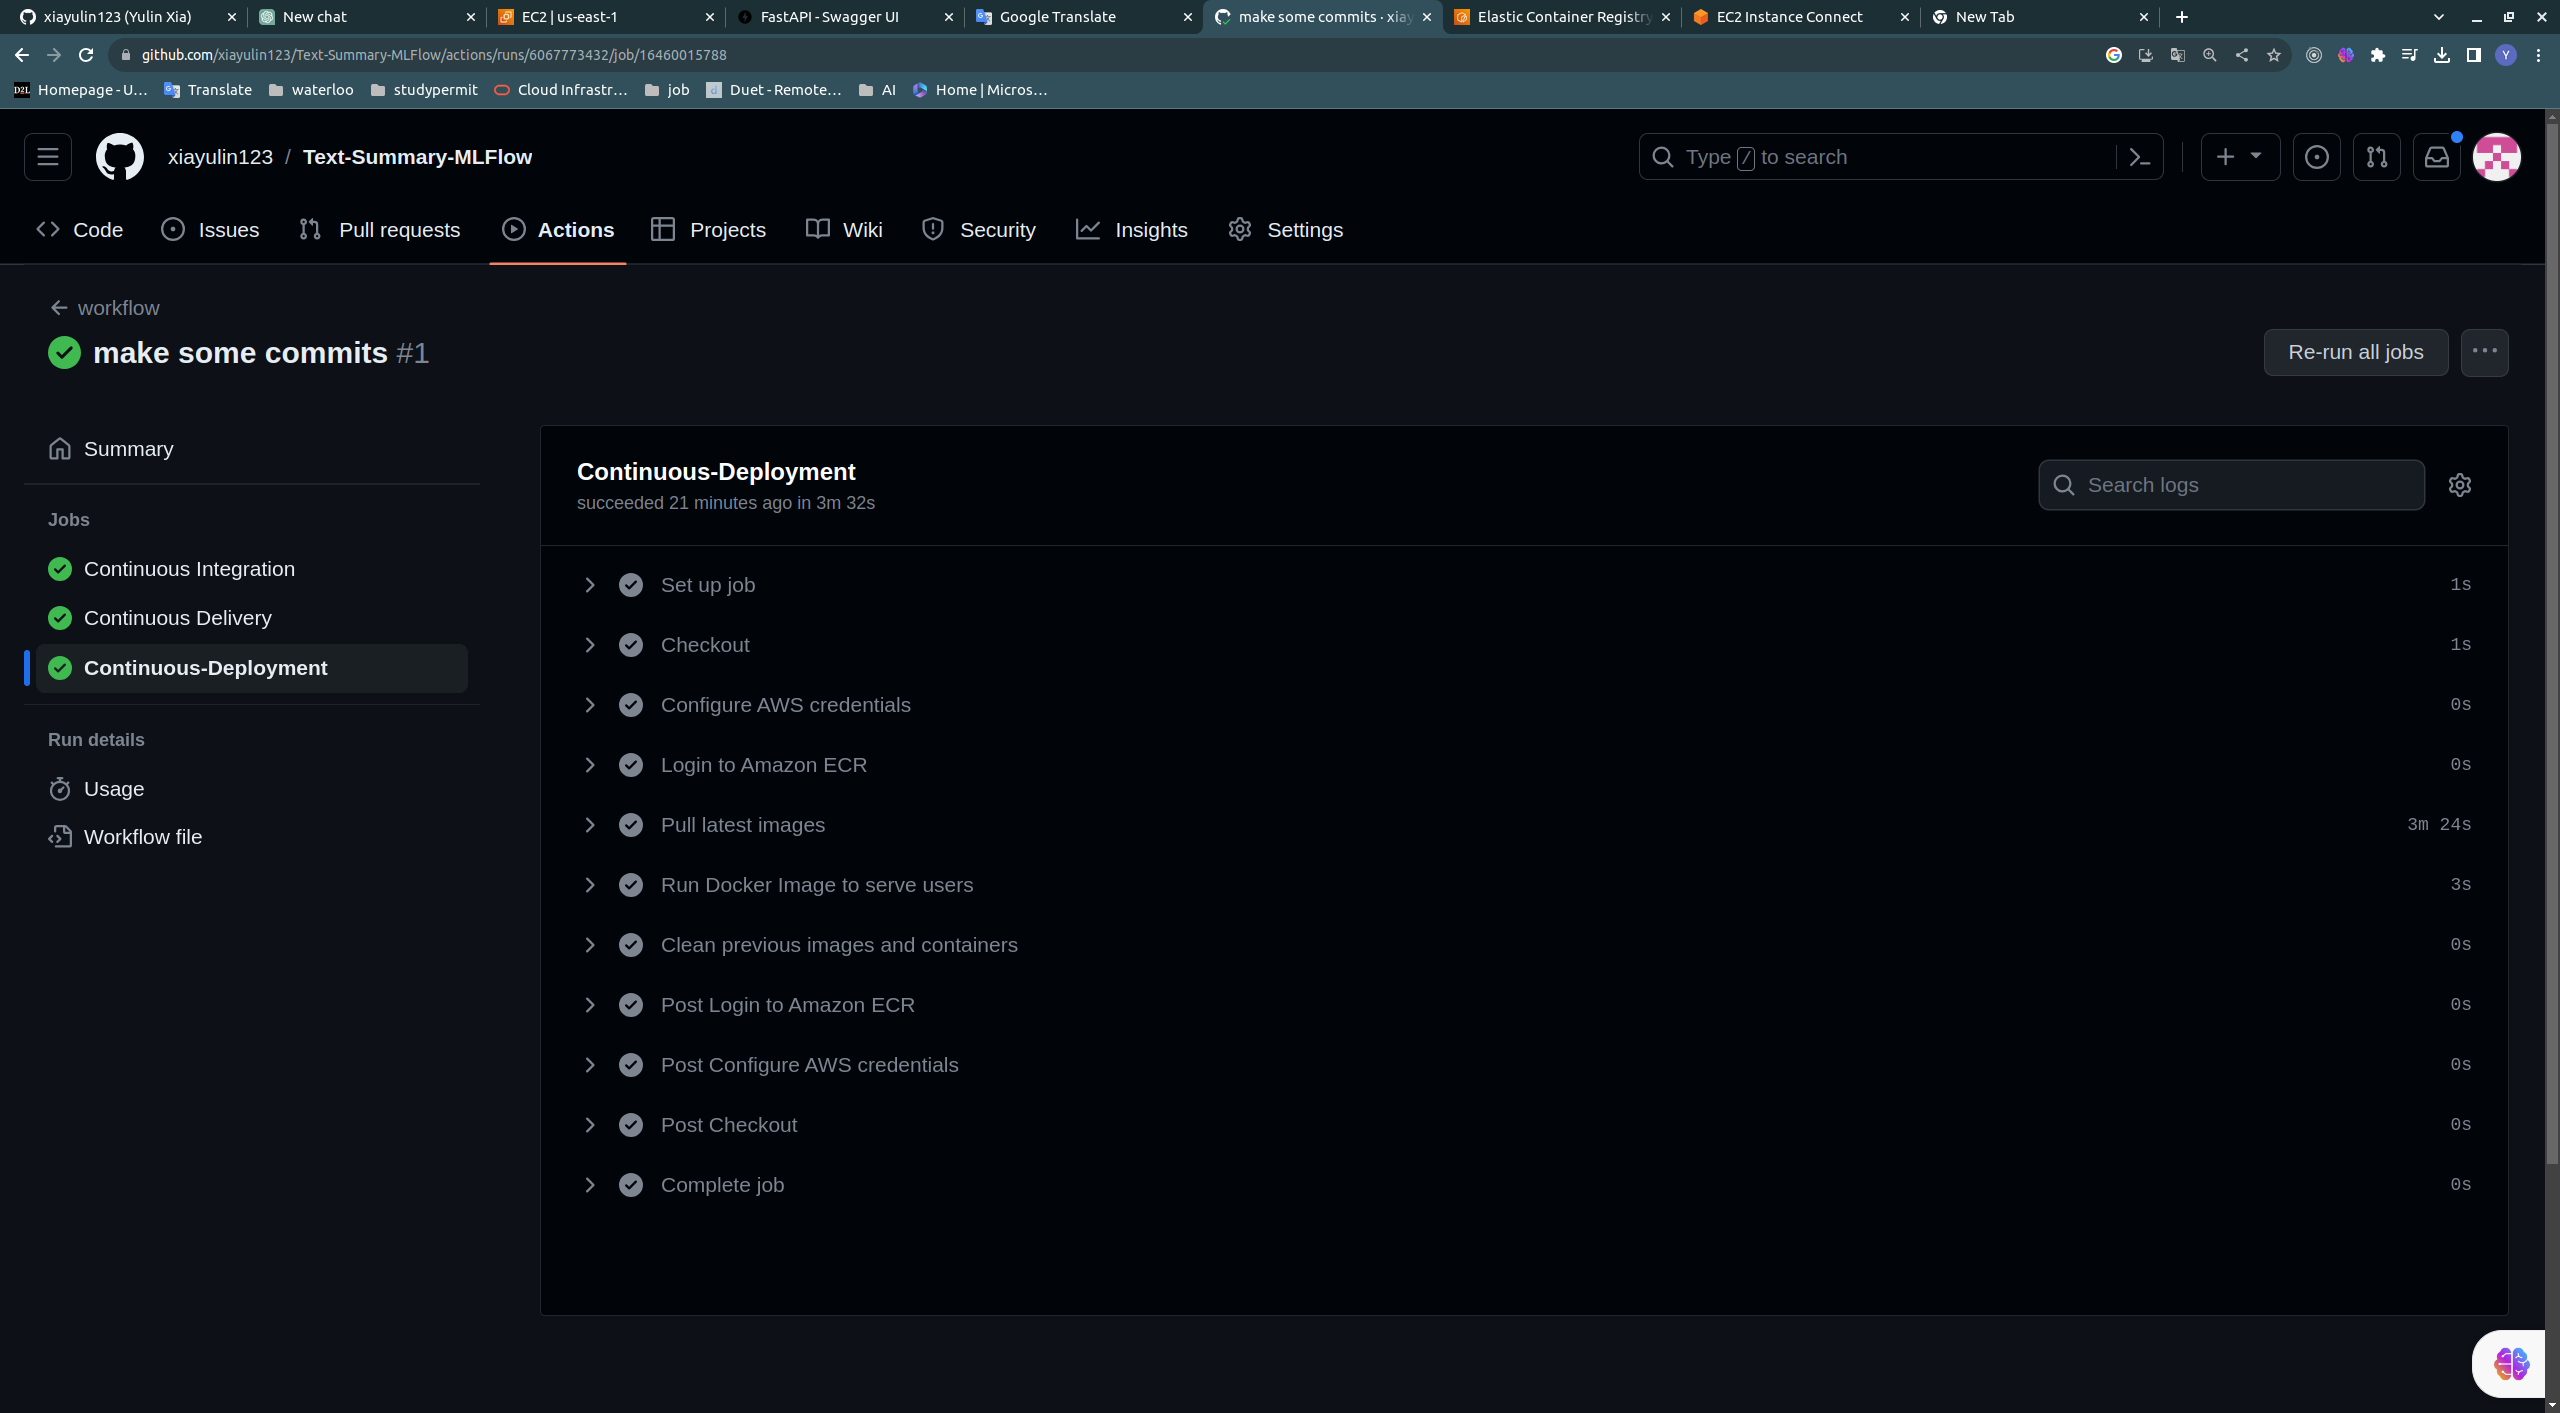 xiayulin123 (Yulin Xia)
New chat
EC2 | us-east-1
FastAPI - Swagger UI
Google Translate
make some commits · xiay
Elastic Container Registry
EC2 Instance Connect
New Tab
github.com/xiayulin123/Text-Summary-MLFlow/actions/runs/6067773432/job/16460015788
Y
D2L Homepage - U...
Translate
waterloo
studypermit
Cloud Infrastr...
job
Duet - Remote...
AI
Home | Micros...
xiayulin123 / Text-Summary-MLFlow
Type / to search
Code
Issues
Pull requests
Actions
Projects
Wiki
Security
Insights
Settings
workflow
make some commits #1
Re-run all jobs
Summary
Jobs
Continuous Integration
Continuous Delivery
Continuous-Deployment
Run details
Usage
Workflow file
Continuous-Deployment
succeeded 21 minutes ago in 3m 32s
Search logs
Set up job 1s
Checkout 1s
Configure AWS credentials 0s
Login to Amazon ECR 0s
Pull latest images 3m 24s
Run Docker Image to serve users 3s
Clean previous images and containers 0s
Post Login to Amazon ECR 0s
Post Configure AWS credentials 0s
Post Checkout 0s
Complete job 0s